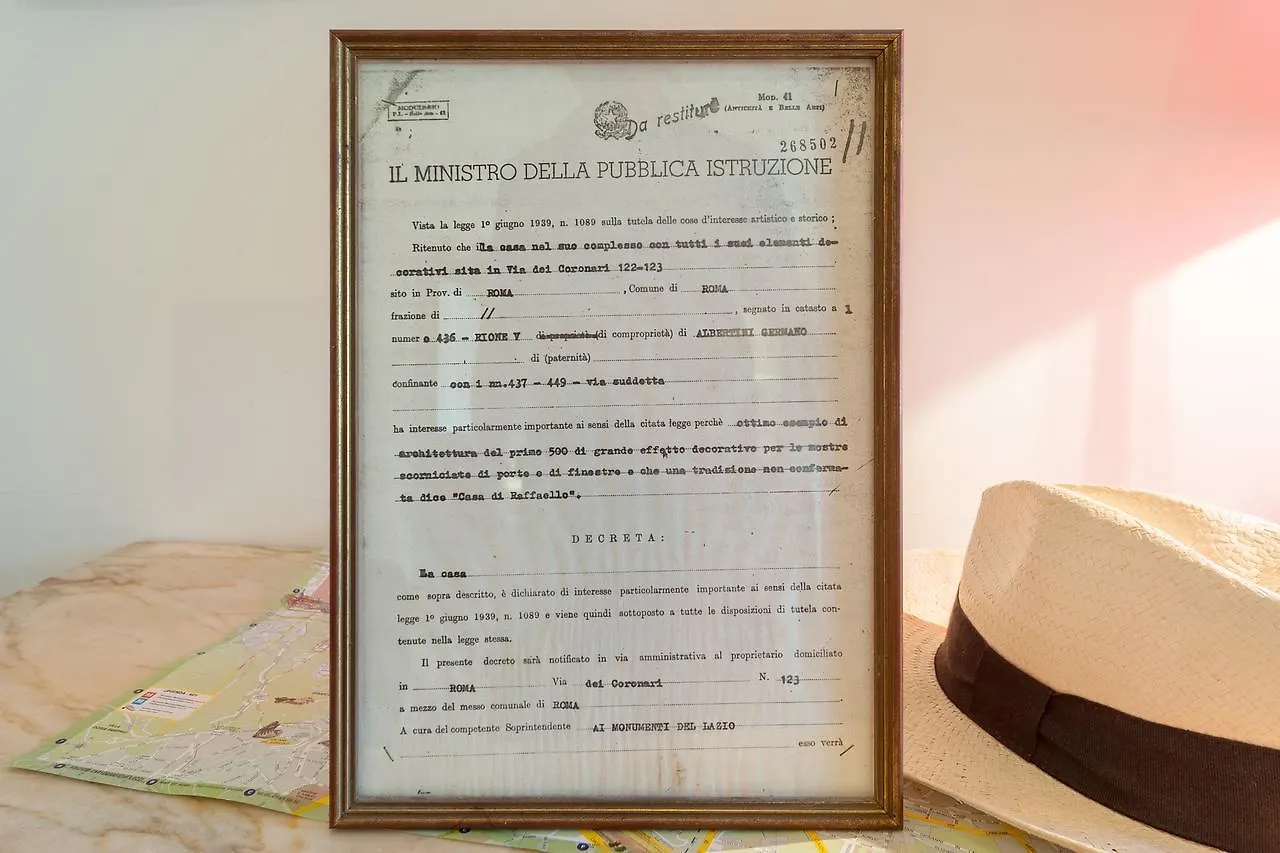 MODULARIO
Mod. 41
P. I. - Belle Arti - 41
Da restituire
(Antichità e Belle Arti)
268502
IL MINISTRO DELLA PUBBLICA ISTRUZIONE
Vista la legge 1º giugno 1939, n. 1089 sulla tutela delle cose d'interesse artistico e storico ;
Ritenuto che la casa nel suo complesso con tutti i suoi elementi de-
corativi sita in Via dei Coronari 122-123
sito in Prov. di ROMA , Comune di ROMA
frazione di // , segnato in catasto a 1
numero 436 - RIONE V (di comproprietà) di ALBERTINI GERMANO
di (paternità)
confinante con i nn.437 - 449 - via suddetta
ha interesse particolarmente importante ai sensi della citata legge perchè ottimo esempio di
architettura del primo 500 di grande effetto decorativo per le mostre
scorniciate di porte e di finestre e che una tradizione non conferma-
ta dice "Casa di Raffaello".
DECRETA:
La casa
come sopra descritto, è dichiarato di interesse particolarmente importante ai sensi della citata
legge 1º giugno 1939, n. 1089 e viene quindi sottoposto a tutte le disposizioni di tutela con-
tenute nella legge stessa.
Il presente decreto sarà notificato in via amministrativa al proprietario domiciliato
in ROMA Via dei Coronari N. 123
a mezzo del messo comunale di ROMA
A cura del competente Soprintendente AI MONUMENTI DEL LAZIO
esso verrà